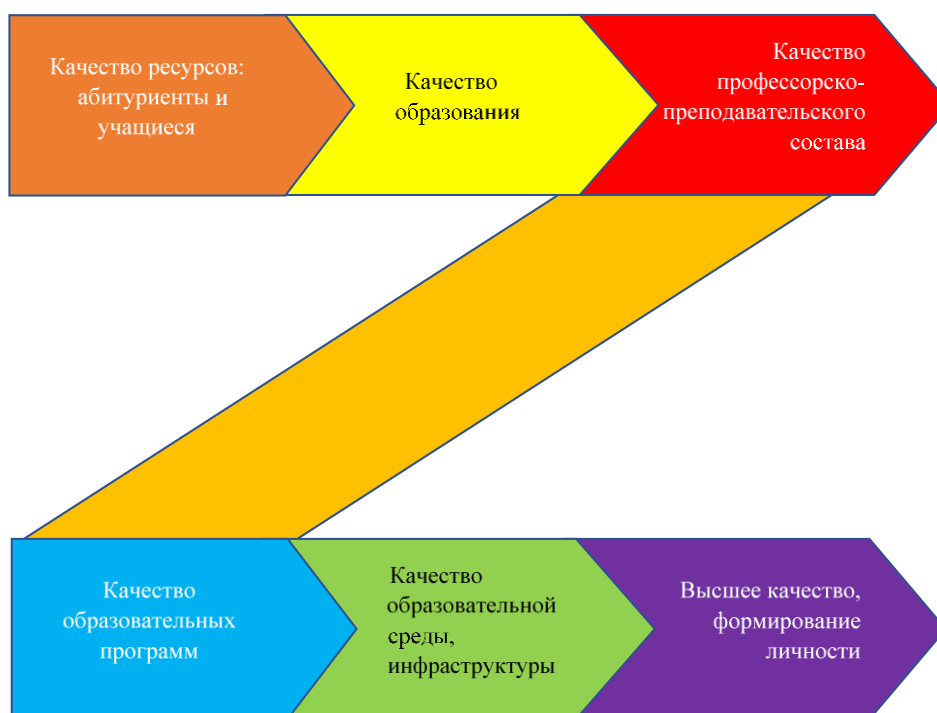 Качество ресурсов:
абитуриенты и
учащиеся
Качество
образования
Качество
профессорско-
преподавательского
состава
Качество
образовательных
программ
Качество
образовательной
среды,
инфраструктуры
Высшее качество,
формирование
личности